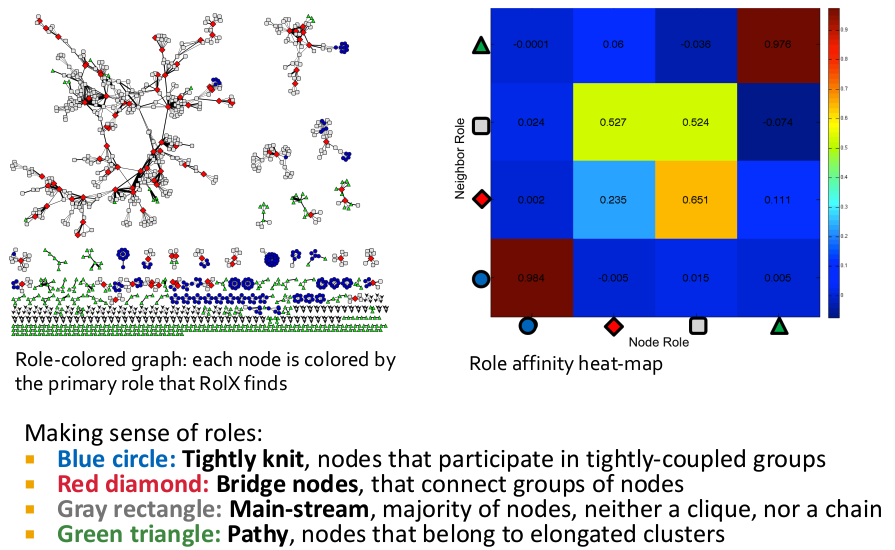 -0.0001 0.06 -0.036 0.976
0.024 0.527 0.524 -0.074
0.002 0.235 0.651 0.111
0.984 -0.005 0.015 0.005
Neighbor Role
Node Role
0.9
0.8
0.7
0.6
0.5
0.4
0.3
0.2
0.1
0
Role-colored graph: each node is colored by
the primary role that RolX finds
Role affinity heat-map
Making sense of roles:
Blue circle: Tightly knit, nodes that participate in tightly-coupled groups
Red diamond: Bridge nodes, that connect groups of nodes
Gray rectangle: Main-stream, majority of nodes, neither a clique, nor a chain
Green triangle: Pathy, nodes that belong to elongated clusters